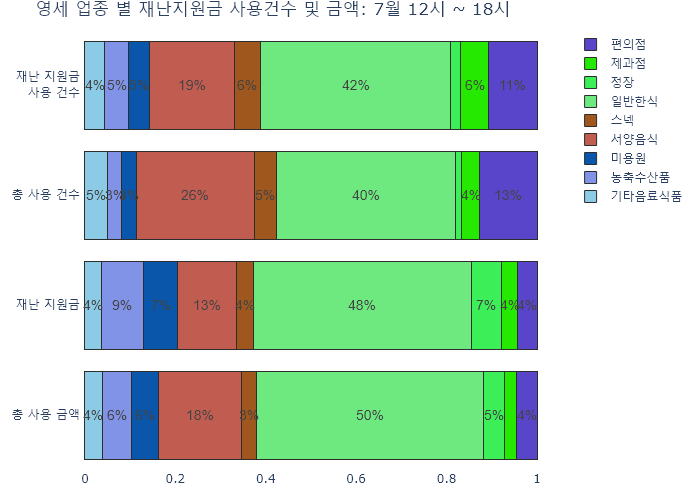 영세 업종 별 재난지원금 사용건수 및 금액: 7월 12시 ~ 18시
재난 지원금
사용 건수
4% 5% 5% 19% 6% 42% 6% 11%
총 사용 건수
5% 3% 3% 26% 5% 40% 4% 13%
재난 지원금
4% 9% 7% 13% 4% 48% 7% 4% 4%
총 사용 금액
4% 6% 6% 18% 3% 50% 5% 4%
0 0.2 0.4 0.6 0.8 1
편의점
제과점
정장
일반한식
스넥
서양음식
미용원
농축수산품
기타음료식품